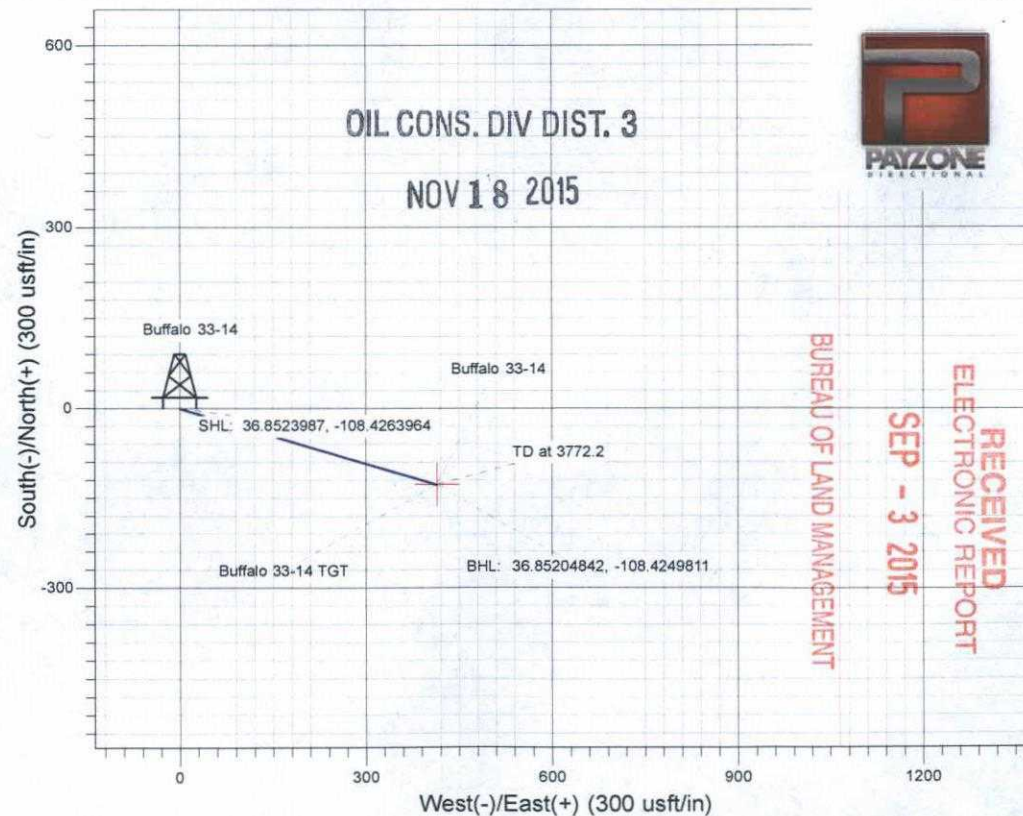 600
OIL CONS. DIV DIST. 3
NOV 18 2015
PAYZONE
DIRECTIONAL
300
South(-)/North(+) (300 usft/in)
Buffalo 33-14
Buffalo 33-14
0
SHL: 36.8523987, -108.4263964
TD at 3772.2
Buffalo 33-14 TGT
BHL: 36.85204842, -108.4249811
-300
RECEIVED
ELECTRONIC REPORT
SEP - 3 2015
BUREAU OF LAND MANAGEMENT
0
300
600
900
1200
West(-)/East(+) (300 usft/in)